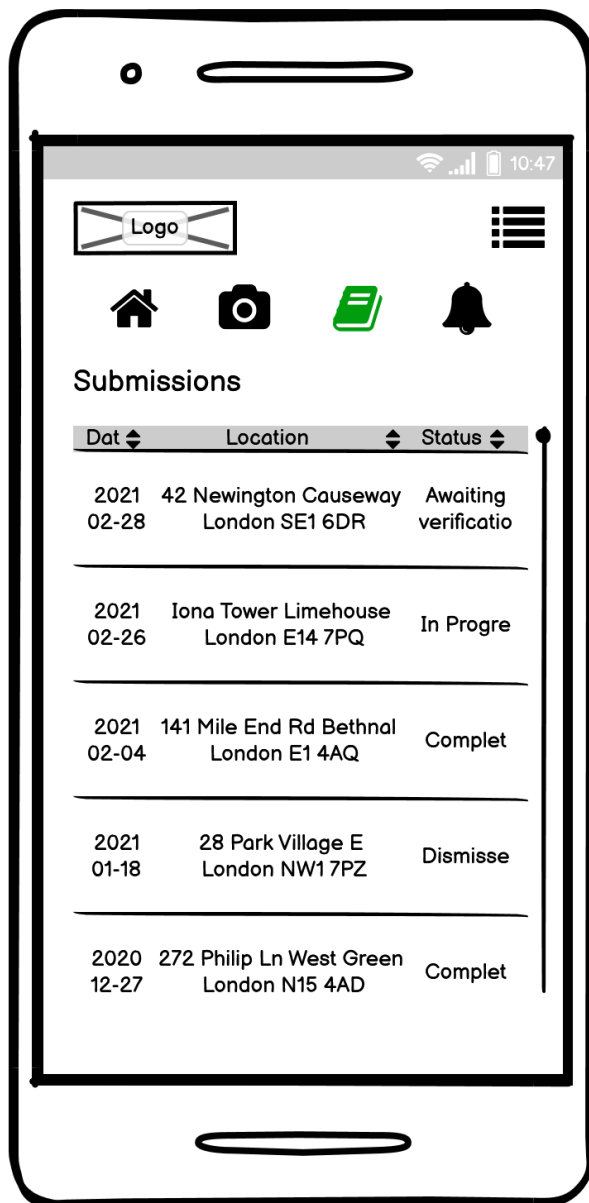 10:47
Logo
Submissions
Dat Location Status
2021 42 Newington Causeway Awaiting
02-28 London SE1 6DR verificatio
2021 Iona Tower Limehouse
02-26 London E14 7PQ
In Progre
2021 141 Mile End Rd Bethnal
02-04 London E1 4AQ
Complet
2021 28 Park Village E
01-18 London NW1 7PZ
Dismisse
2020 272 Philip Ln West Green
12-27 London N15 4AD
Complet